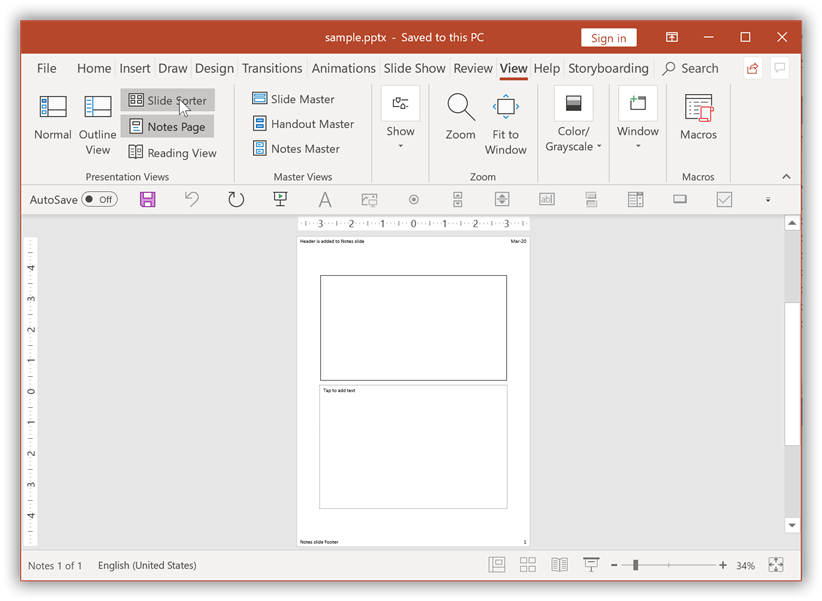 sample.pptx - Saved to this PC
Sign in
File Home Insert Draw Design Transitions Animations Slide Show Review View Help Storyboarding Search
Normal
Outline
View
Slide Sorter
Notes Page
Reading View
Presentation Views
Slide Master
Handout Master
Notes Master
Master Views
Show
Zoom
Fit to
Window
Zoom
Color/
Grayscale
Window
Macros
Macros
AutoSave Off
A
ab|
3 2 1 0 1 2 3
4
3
2
1
0
1
2
3
4
Header is added to Notes slide
Mar-20
Tap to add text
Notes slide Footer
1
Notes 1 of 1 English (United States)
34%